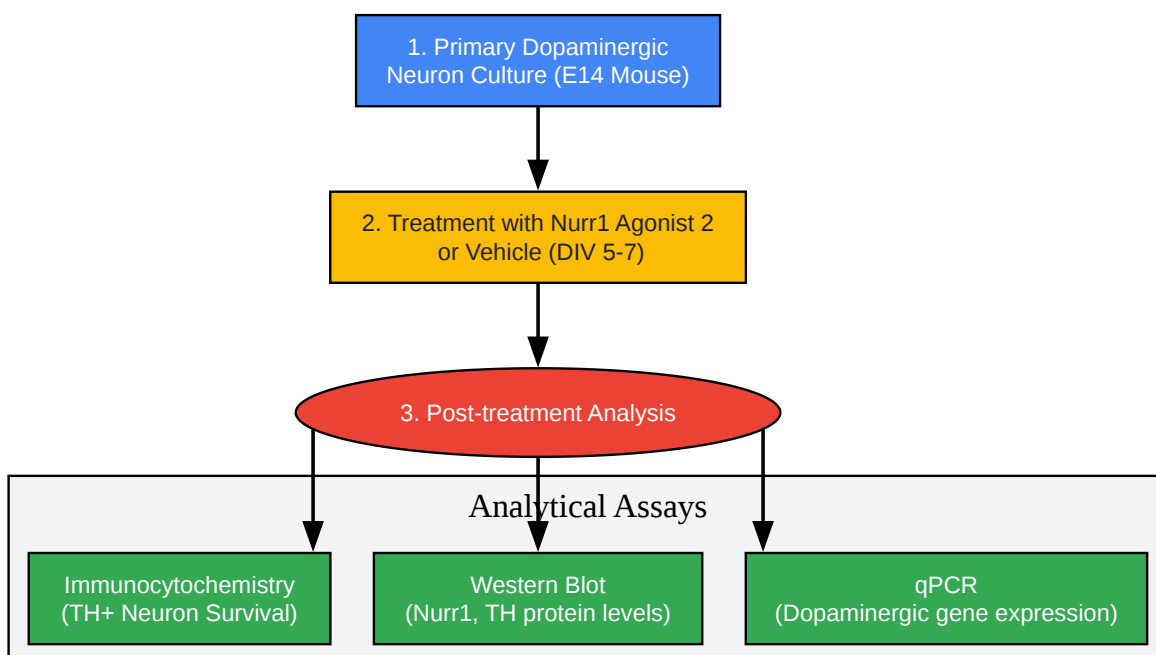 1. Primary Dopaminergic
Neuron Culture (E14 Mouse)
2. Treatment with Nurr1 Agonist 2
or Vehicle (DIV 5-7)
3. Post-treatment Analysis
Analytical Assays
Immunocytochemistry
(TH+ Neuron Survival)
Western Blot
(Nurr1, TH protein levels)
qPCR
(Dopaminergic gene expression)